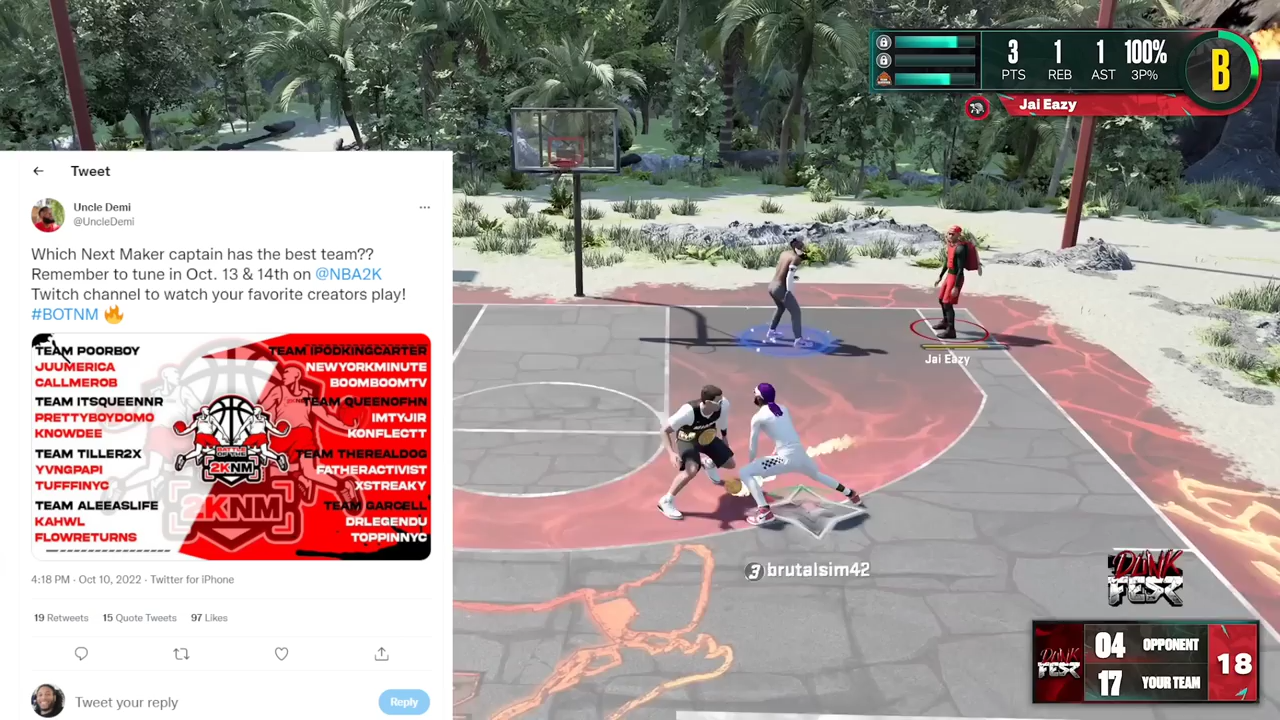 Tweet
Uncle Demi
@UncleDemi
Which Next Maker captain has the best team??
Remember to tune in Oct. 13 & 14th on @NBA2K
Twitch channel to watch your favorite creators play!
#BOTNM 🔥
TEAM POORBOY
JUUMERICA
CALLMEROB
TEAM ITSQUEENNR
PRETTYBOYDOMO
KNOWDEE
TEAM TILLER2X
YVNGPAPI
TUFFFINYC
TEAM ALEEASLIFE
KAHWL
FLOWRETURNS
2KNM
2KNM
TEAM IPODKINGCARTER
NEWYORKMINUTE
BOOMBOOMTV
TEAM QUEENOFHN
IMTYJIR
KONFLECTT
TEAM THEREALDOG
FATHERACTIVIST
XSTREAKY
TEAM GARCELL
DRLEGENDU
TOPPINNYC
4:18 PM · Oct 10, 2022 · Twitter for iPhone
19 Retweets 15 Quote Tweets 97 Likes
Tweet your reply
Reply
3 1 1 100%
PTS REB AST 3P%
B
Jai Eazy
Jai Eazy
3 brutalsim42
DUNK
FEST
DUNK
FEST
04 OPPONENT
17 YOUR TEAM
18